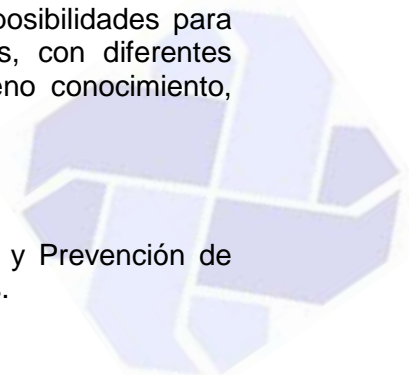 posibilidades para
s, con diferentes
eno conocimiento,
y Prevención de
.